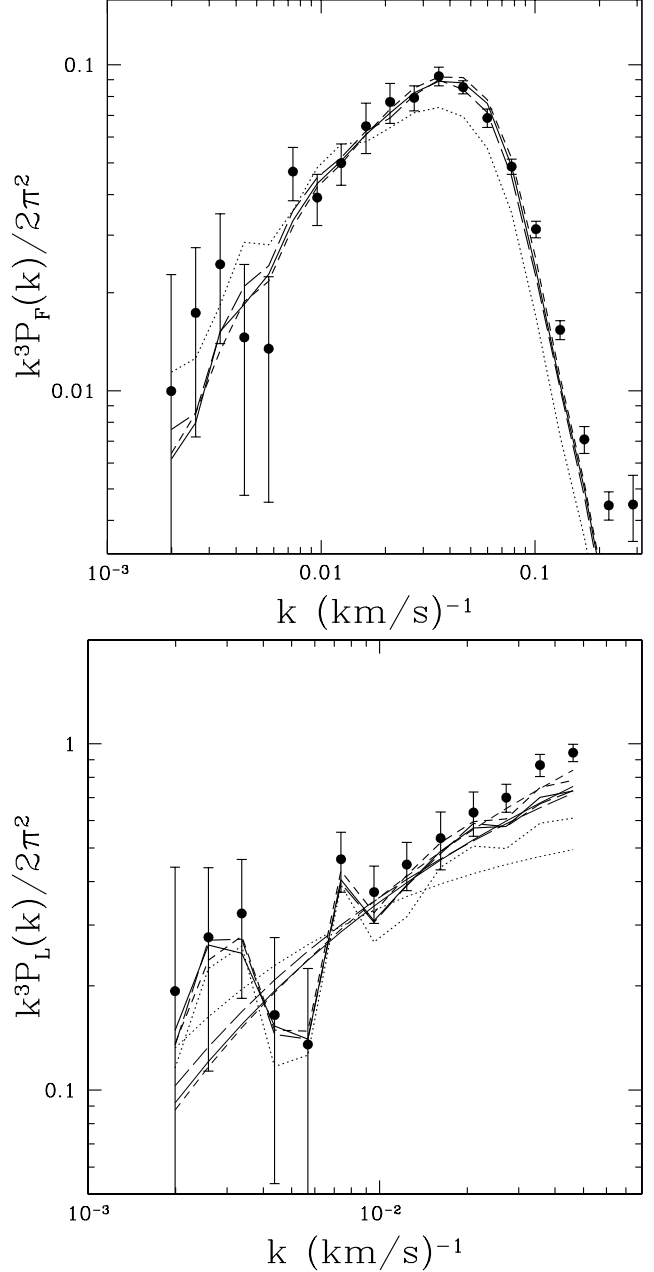 k³P_F(k)/2π²
0.1
0.01
10⁻³ 0.01 0.1
k (km/s)⁻¹
k³P_L(k)/2π²
1
0.1
10⁻³ 10⁻²
k (km/s)⁻¹